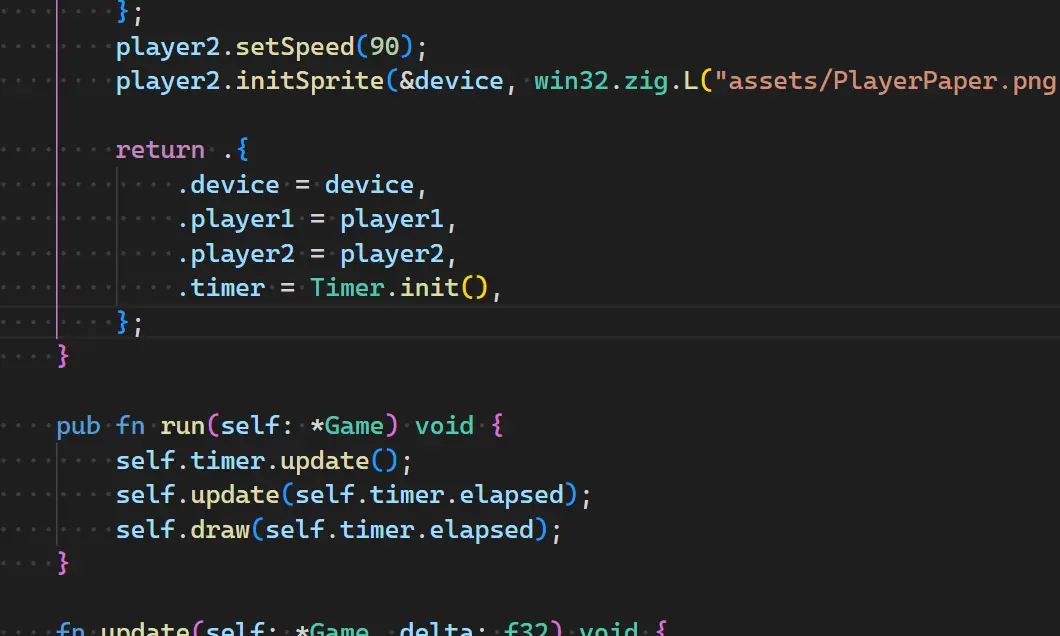 };
player2.setSpeed(90);
player2.initSprite(&device, win32.zig.L("assets/PlayerPaper.png
return .{
.device = device,
.player1 = player1,
.player2 = player2,
.timer = Timer.init(),
};
}
pub fn run(self: *Game) void {
self.timer.update();
self.update(self.timer.elapsed);
self.draw(self.timer.elapsed);
}
fn update(self: *Game, delta: f32) void {